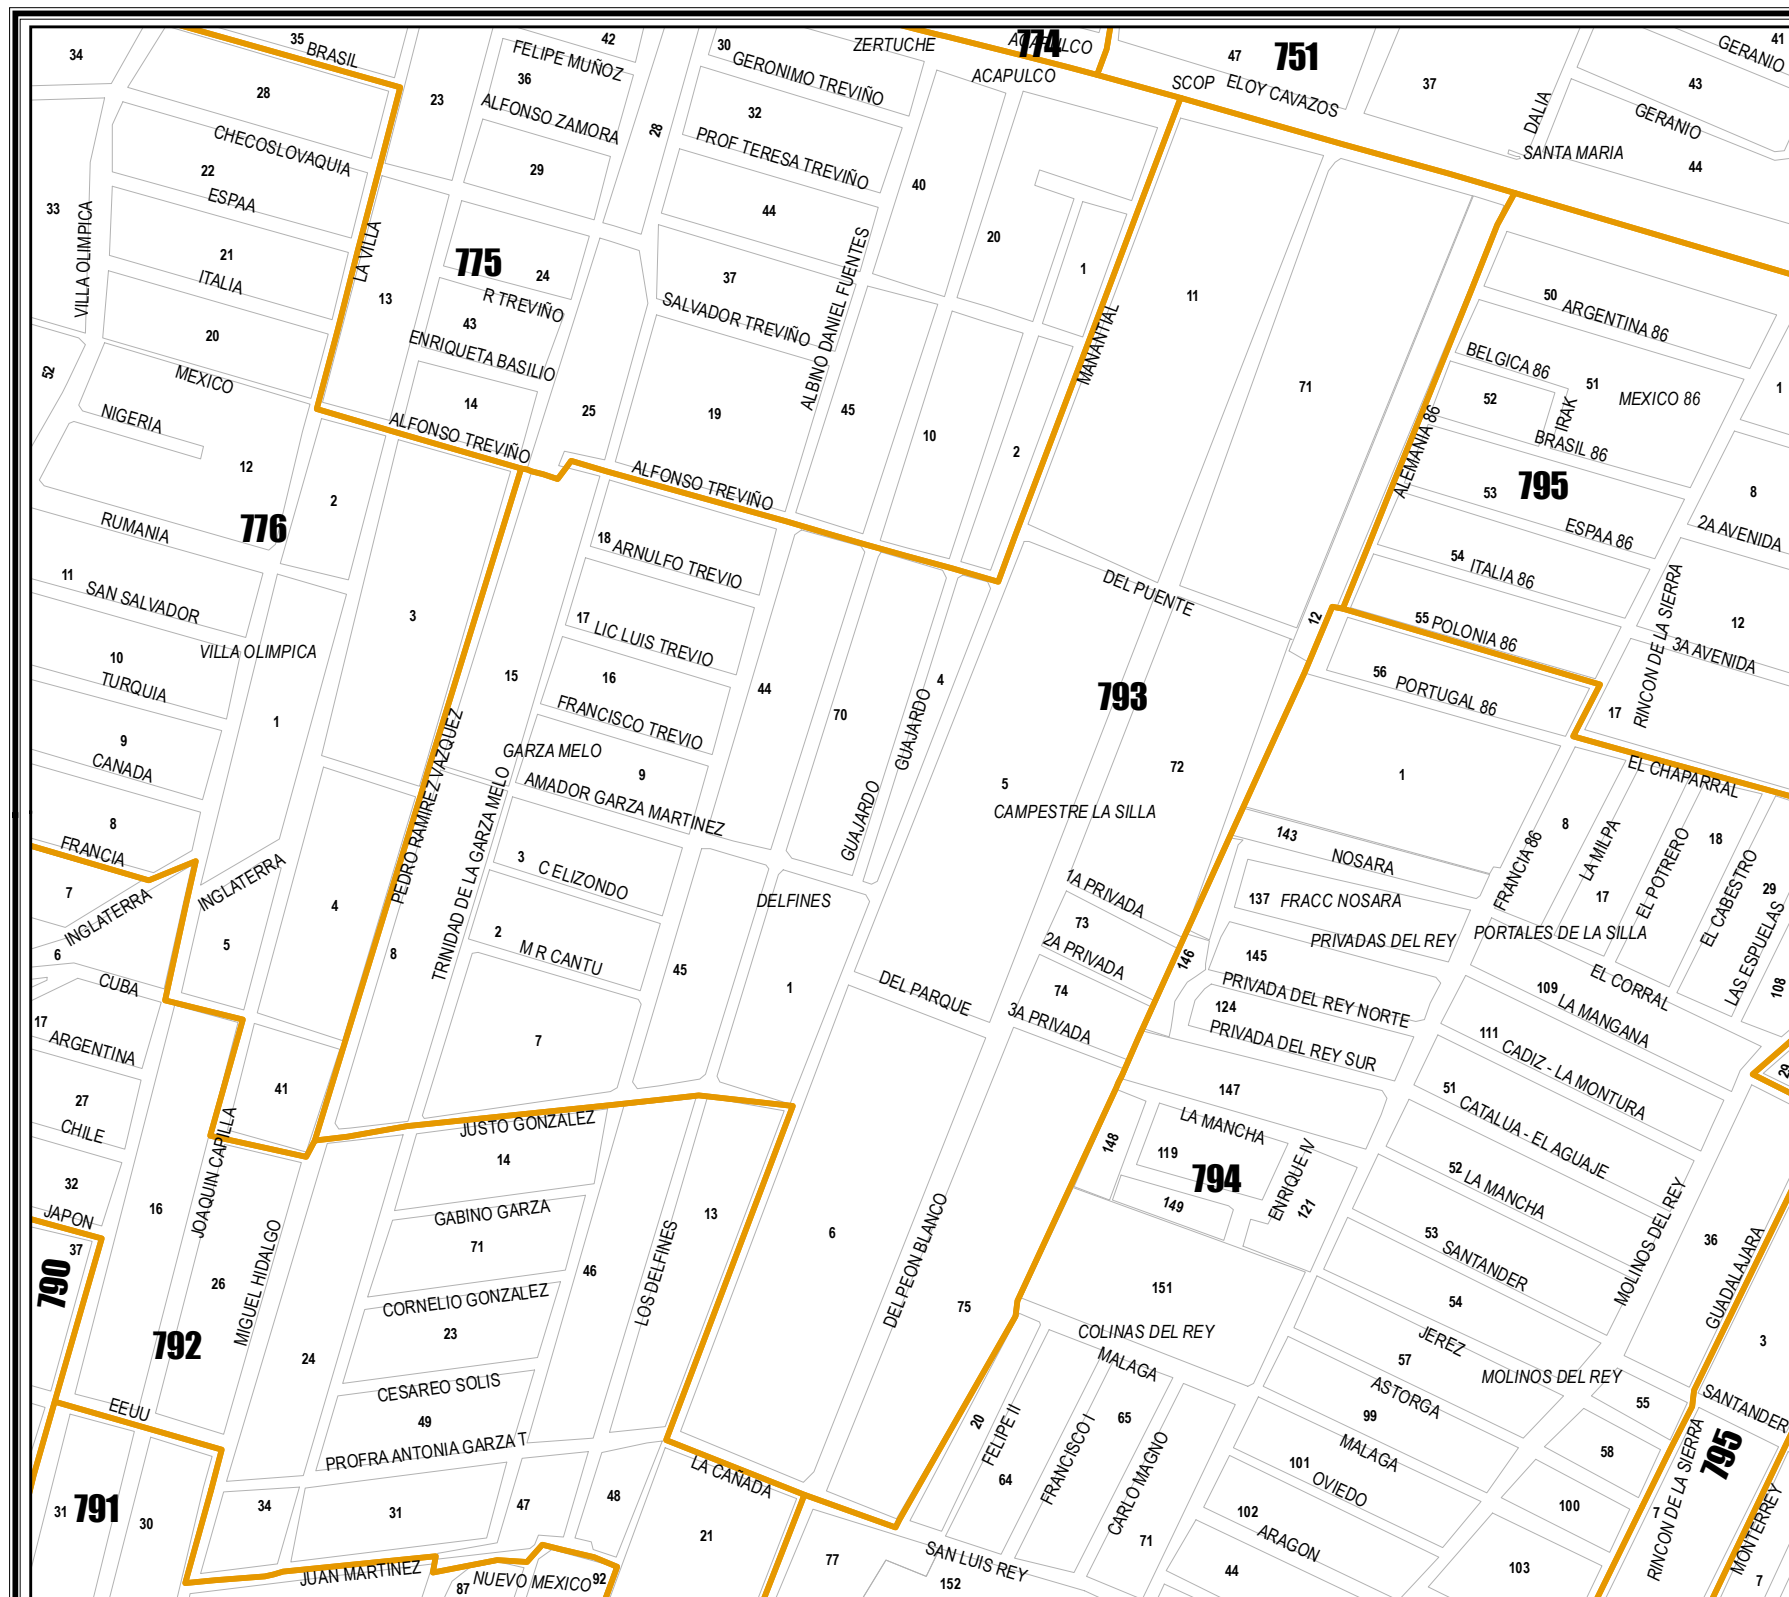 35 BRASIL
34
28
CHECOSLOVAQUIA
22
ESPAA
33
VILLA OLIMPICA
21
ITALIA
20
MEXICO
52
NIGERIA
12
RUMANIA
776
2
11
SAN SALVADOR
VILLA OLIMPICA
10
TURQUIA
1
9
CANADA
8
FRANCIA
7
INGLATERRA
INGLATERRA
5
6
CUBA
17
ARGENTINA
27
CHILE
32
JAPON
37
790
16
JOAQUIN CAPILLA
26
MIGUEL HIDALGO
792
EEUU
31
791
30
41
3
4
42
FELIPE MUÑOZ
36
ALFONSO ZAMORA
23
29
28
LA VILLA
775
24
13
R TREVIÑO
43
ENRIQUETA BASILIO
14
ALFONSO TREVIÑO
25
30
GERONIMO TREVIÑO
32
PROF TERESA TREVIÑO
44
37
SALVADOR TREVIÑO
19
ALFONSO TREVIÑO
ALBINO DANIEL FUENTES
45
40
20
1
10
2
MANANTIAL
ZERTUCHE
ACAPULCO
774
ACAPULCO
SCOP
47
ELOY CAVAZOS
751
37
DALIA
41
GERANIO
43
GERANIO
SANTA MARIA
44
11
71
18 ARNULFO TREVIO
17 LIC LUIS TREVIO
15
16
FRANCISCO TREVIO
GARZA MELO
9
AMADOR GARZA MARTINEZ
44
70
GUAJARDO
GUAJARDO
4
PEDRO RAMIREZ VAZQUEZ
TRINIDAD DE LA GARZA MELO
3
C ELIZONDO
2
M R CANTU
8
7
45
DELFINES
1
DEL PUENTE
793
5
72
CAMPESTRE LA SILLA
1A PRIVADA
73
2A PRIVADA
74
3A PRIVADA
DEL PARQUE
6
DEL PEON BLANCO
75
LA CAÑADA
JUSTO GONZALEZ
14
GABINO GARZA
71
CORNELIO GONZALEZ
23
CESAREO SOLIS
49
PROFRA ANTONIA GARZA T
24
46
LOS DELFINES
13
34
31
47
48
21
JUAN MARTINEZ
87
NUEVO MEXICO
92
77
152
SAN LUIS REY
50
ARGENTINA 86
BELGICA 86
52
IRAK
51
MEXICO 86
BRASIL 86
ALEMANIA 86
53
795
ESPAA 86
54
ITALIA 86
55 POLONIA 86
56
PORTUGAL 86
12
1
8
2A AVENIDA
RINCON DE LA SIERRA
12
3A AVENIDA
17
EL CHAPARRAL
1
143
NOSARA
137
FRACC NOSARA
FRANCIA 86
8
LA MILPA
17
EL POTRERO
18
EL CABESTRO
29
LAS ESPUELAS
108
PRIVADAS DEL REY
PORTALES DE LA SILLA
EL CORRAL
146
145
PRIVADA DEL REY NORTE
124
PRIVADA DEL REY SUR
109
LA MANGANA
111
CADIZ - LA MONTURA
51
CATALUA - EL AGUAJE
147
LA MANCHA
148
119
794
149
ENRIQUE IV
121
52
LA MANCHA
53
SANTANDER
54
JEREZ
57
ASTORGA
MOLINOS DEL REY
MOLINOS DEL REY
36
GUADALAJARA
29
3
151
COLINAS DEL REY
MALAGA
20
FELIPE II
64
FRANCISCO I
65
CARLO MAGNO
71
99
MALAGA
101
OVIEDO
102
ARAGON
44
55
SANTANDER
58
100
103
7
RINCON DE LA SIERRA
795
MONTERREY
7